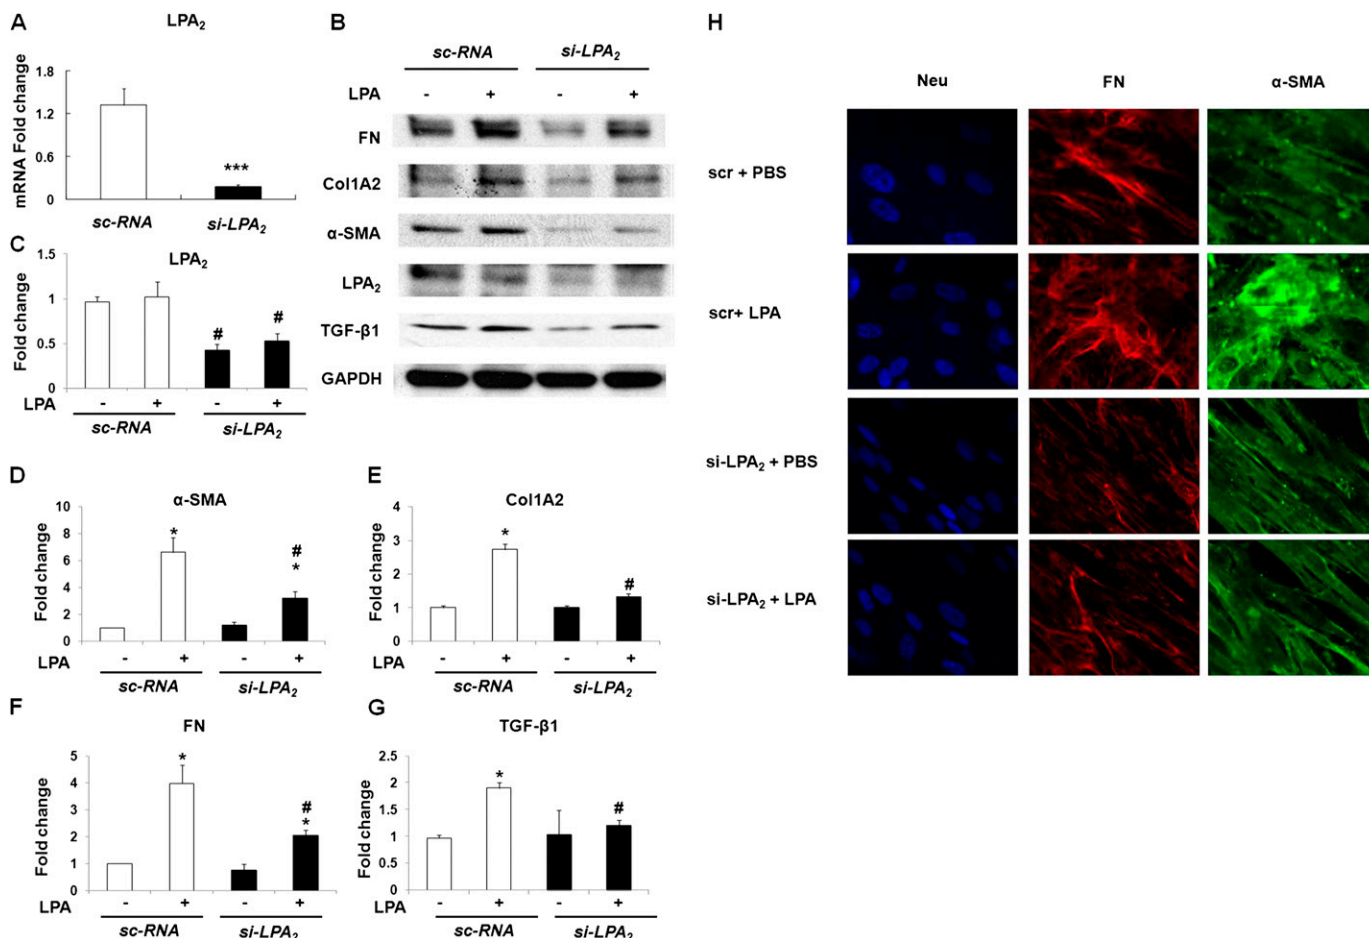 A
LPA₂
mRNA Fold change
1.8
1.2
0.6
0
***
sc-RNA si-LPA₂
B
sc-RNA si-LPA₂
LPA - + - +
FN
Col1A2
α-SMA
LPA₂
TGF-β1
GAPDH
C
LPA₂
Fold change
1.5
1
0.5
0
# #
LPA - + - +
sc-RNA si-LPA₂
D
α-SMA
Fold change
10
8
6
4
2
0
*
#
*
LPA - + - +
sc-RNA si-LPA₂
E
Col1A2
Fold change
4
3
2
1
0
*
#
LPA - + - +
sc-RNA si-LPA₂
F
FN
Fold change
5
4
3
2
1
0
*
#
*
LPA - + - +
sc-RNA si-LPA₂
G
TGF-β1
Fold change
2.5
2
1.5
1
0.5
0
*
#
LPA - + - +
sc-RNA si-LPA₂
H
Neu FN α-SMA
scr + PBS
scr+ LPA
si-LPA₂ + PBS
si-LPA₂ + LPA